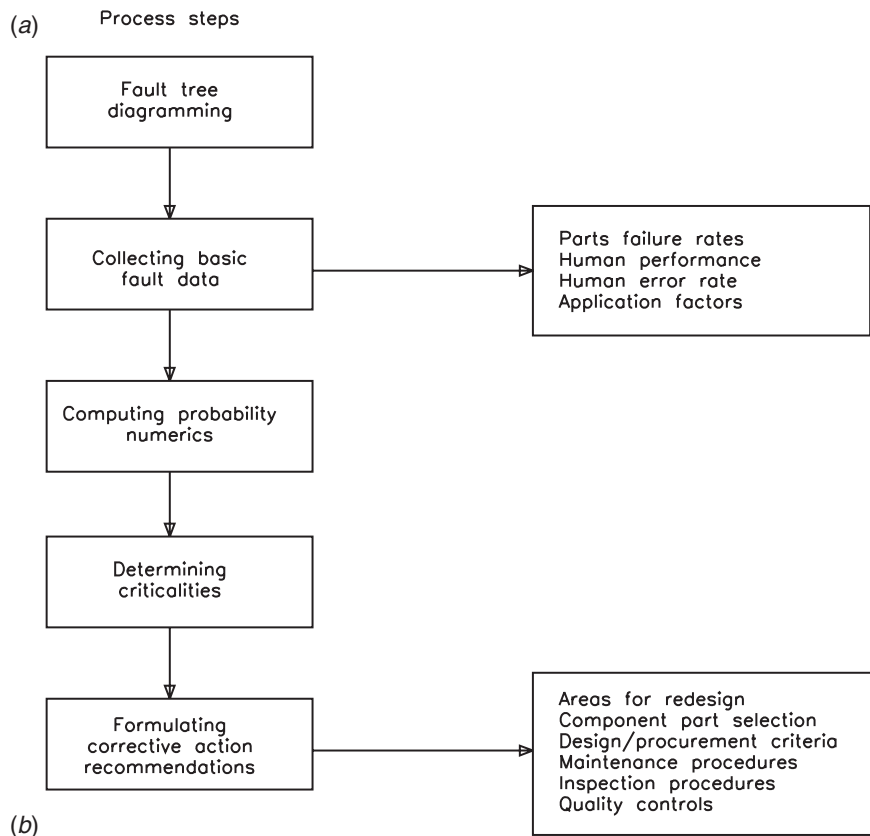 (a)
Process steps
Fault tree
diagramming
Collecting basic
fault data
Parts failure rates
Human performance
Human error rate
Application factors
Computing probability
numerics
Determining
criticalities
Formulating
corrective action
recommendations
Areas for redesign
Component part selection
Design/procurement criteria
Maintenance procedures
Inspection procedures
Quality controls
(b)